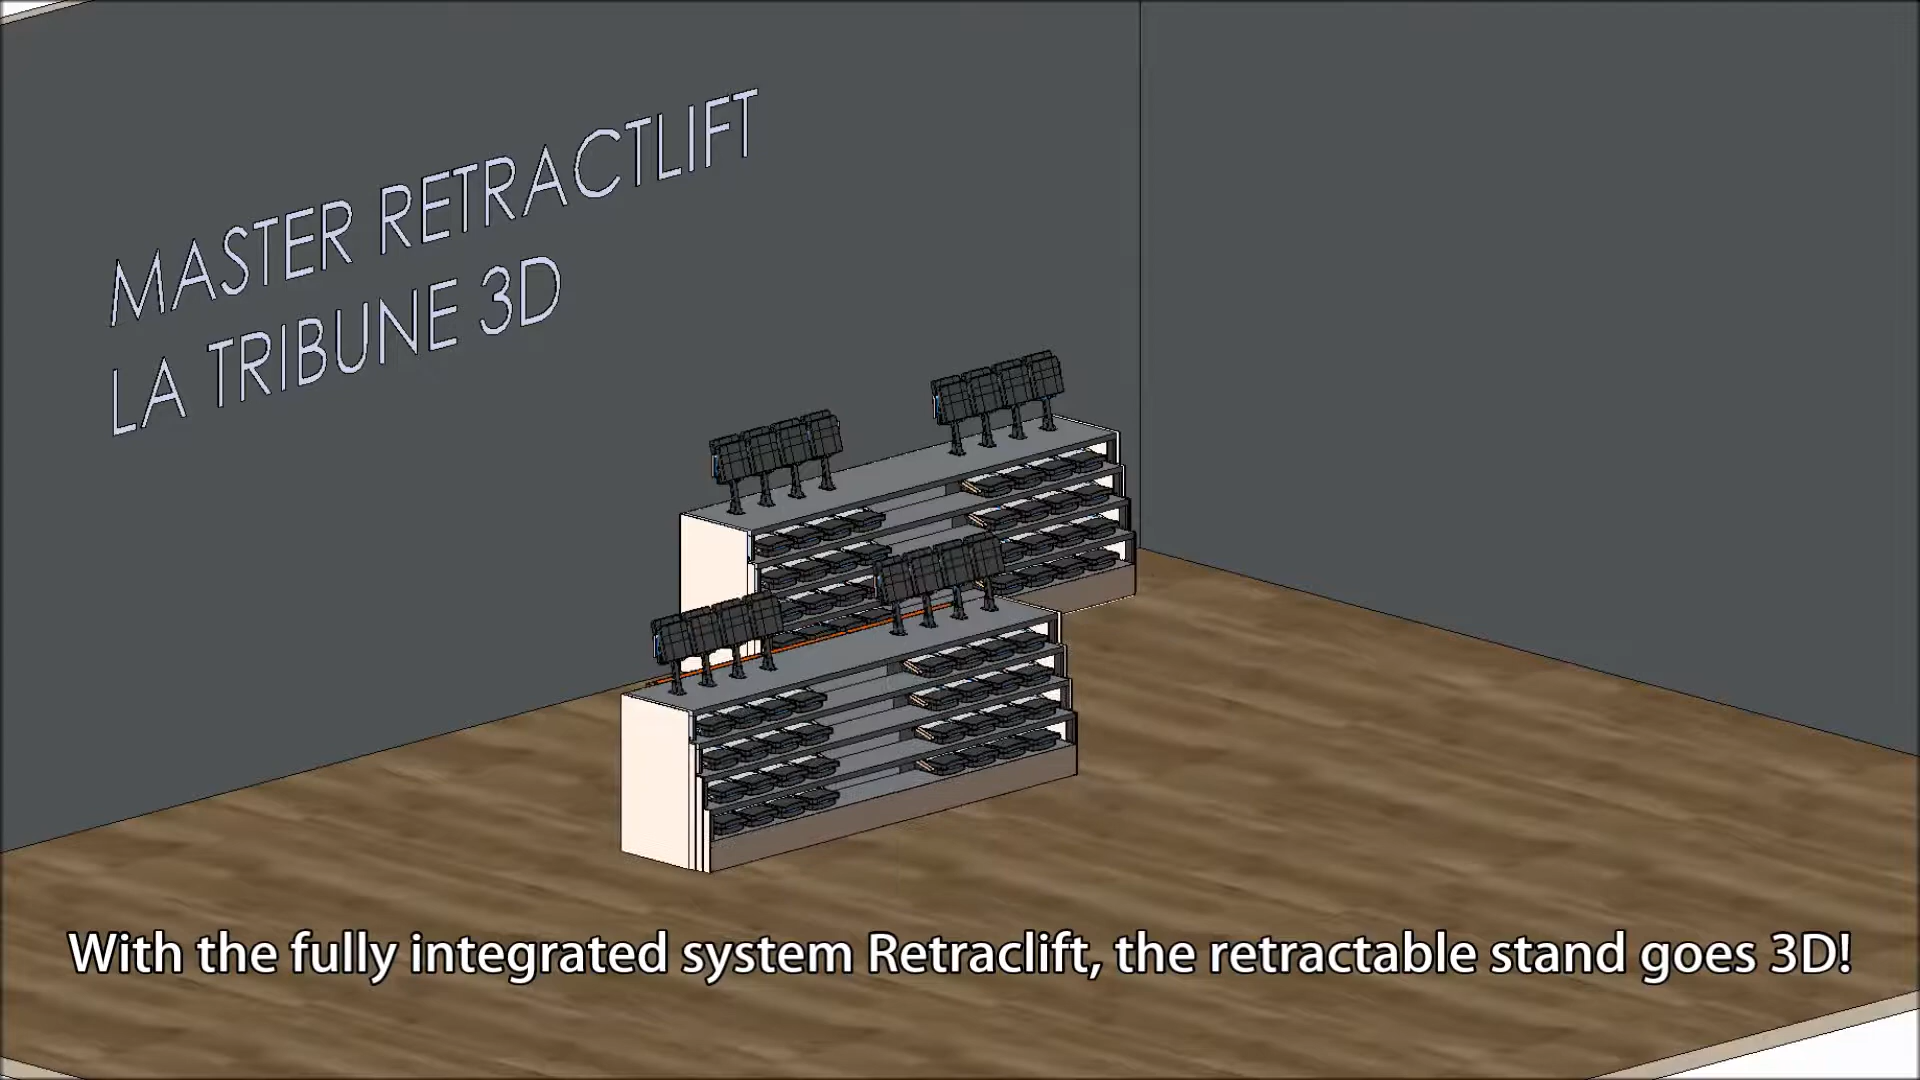 MASTER RETRACTLIFT
LA TRIBUNE 3D
With the fully integrated system Retraclift, the retractable stand goes 3D!